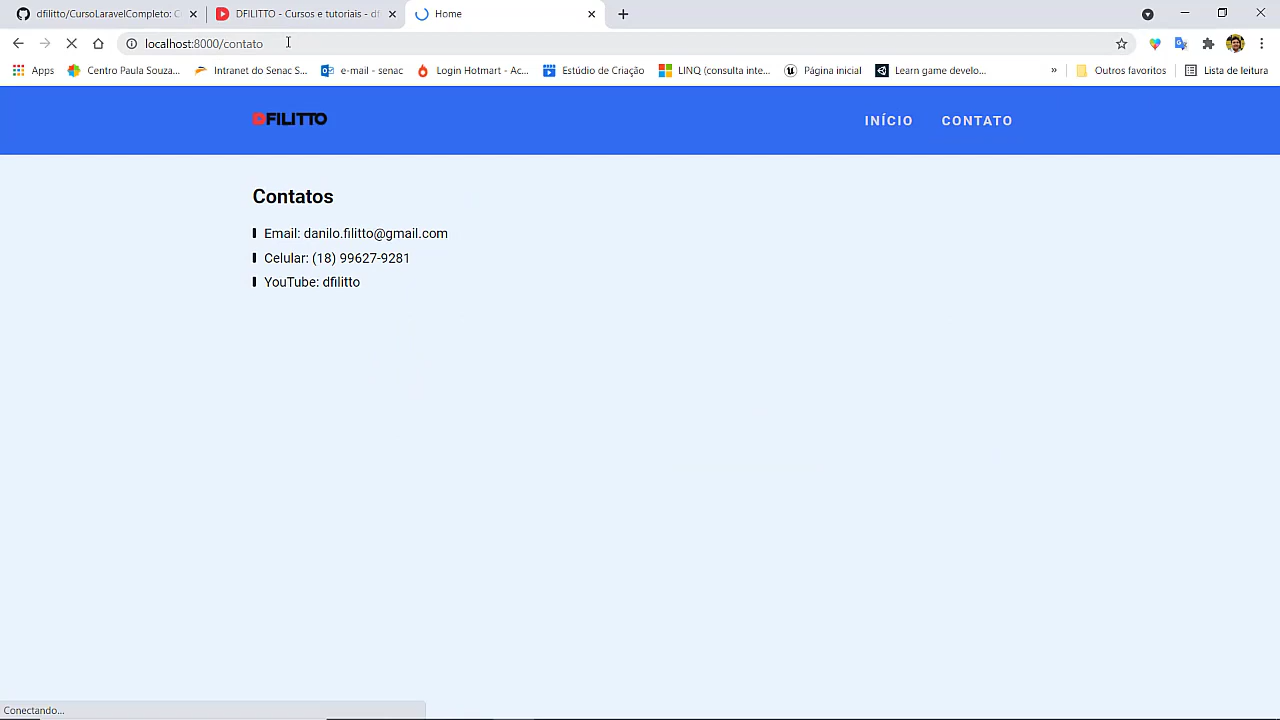 dfilitto/CursoLaravelCompleto: C
DFILITTO - Cursos e tutoriais - df
Home
localhost:8000/contato
Apps
Centro Paula Souza...
Intranet do Senac S...
e-mail - senac
Login Hotmart - Ac...
Estúdio de Criação
LINQ (consulta inte...
Página inicial
Learn game develo...
»
Outros favoritos
Lista de leitura
DFILITTO
INÍCIO
CONTATO
Contatos
Email: danilo.filitto@gmail.com
Celular: (18) 99627-9281
YouTube: dfilitto
Conectando...